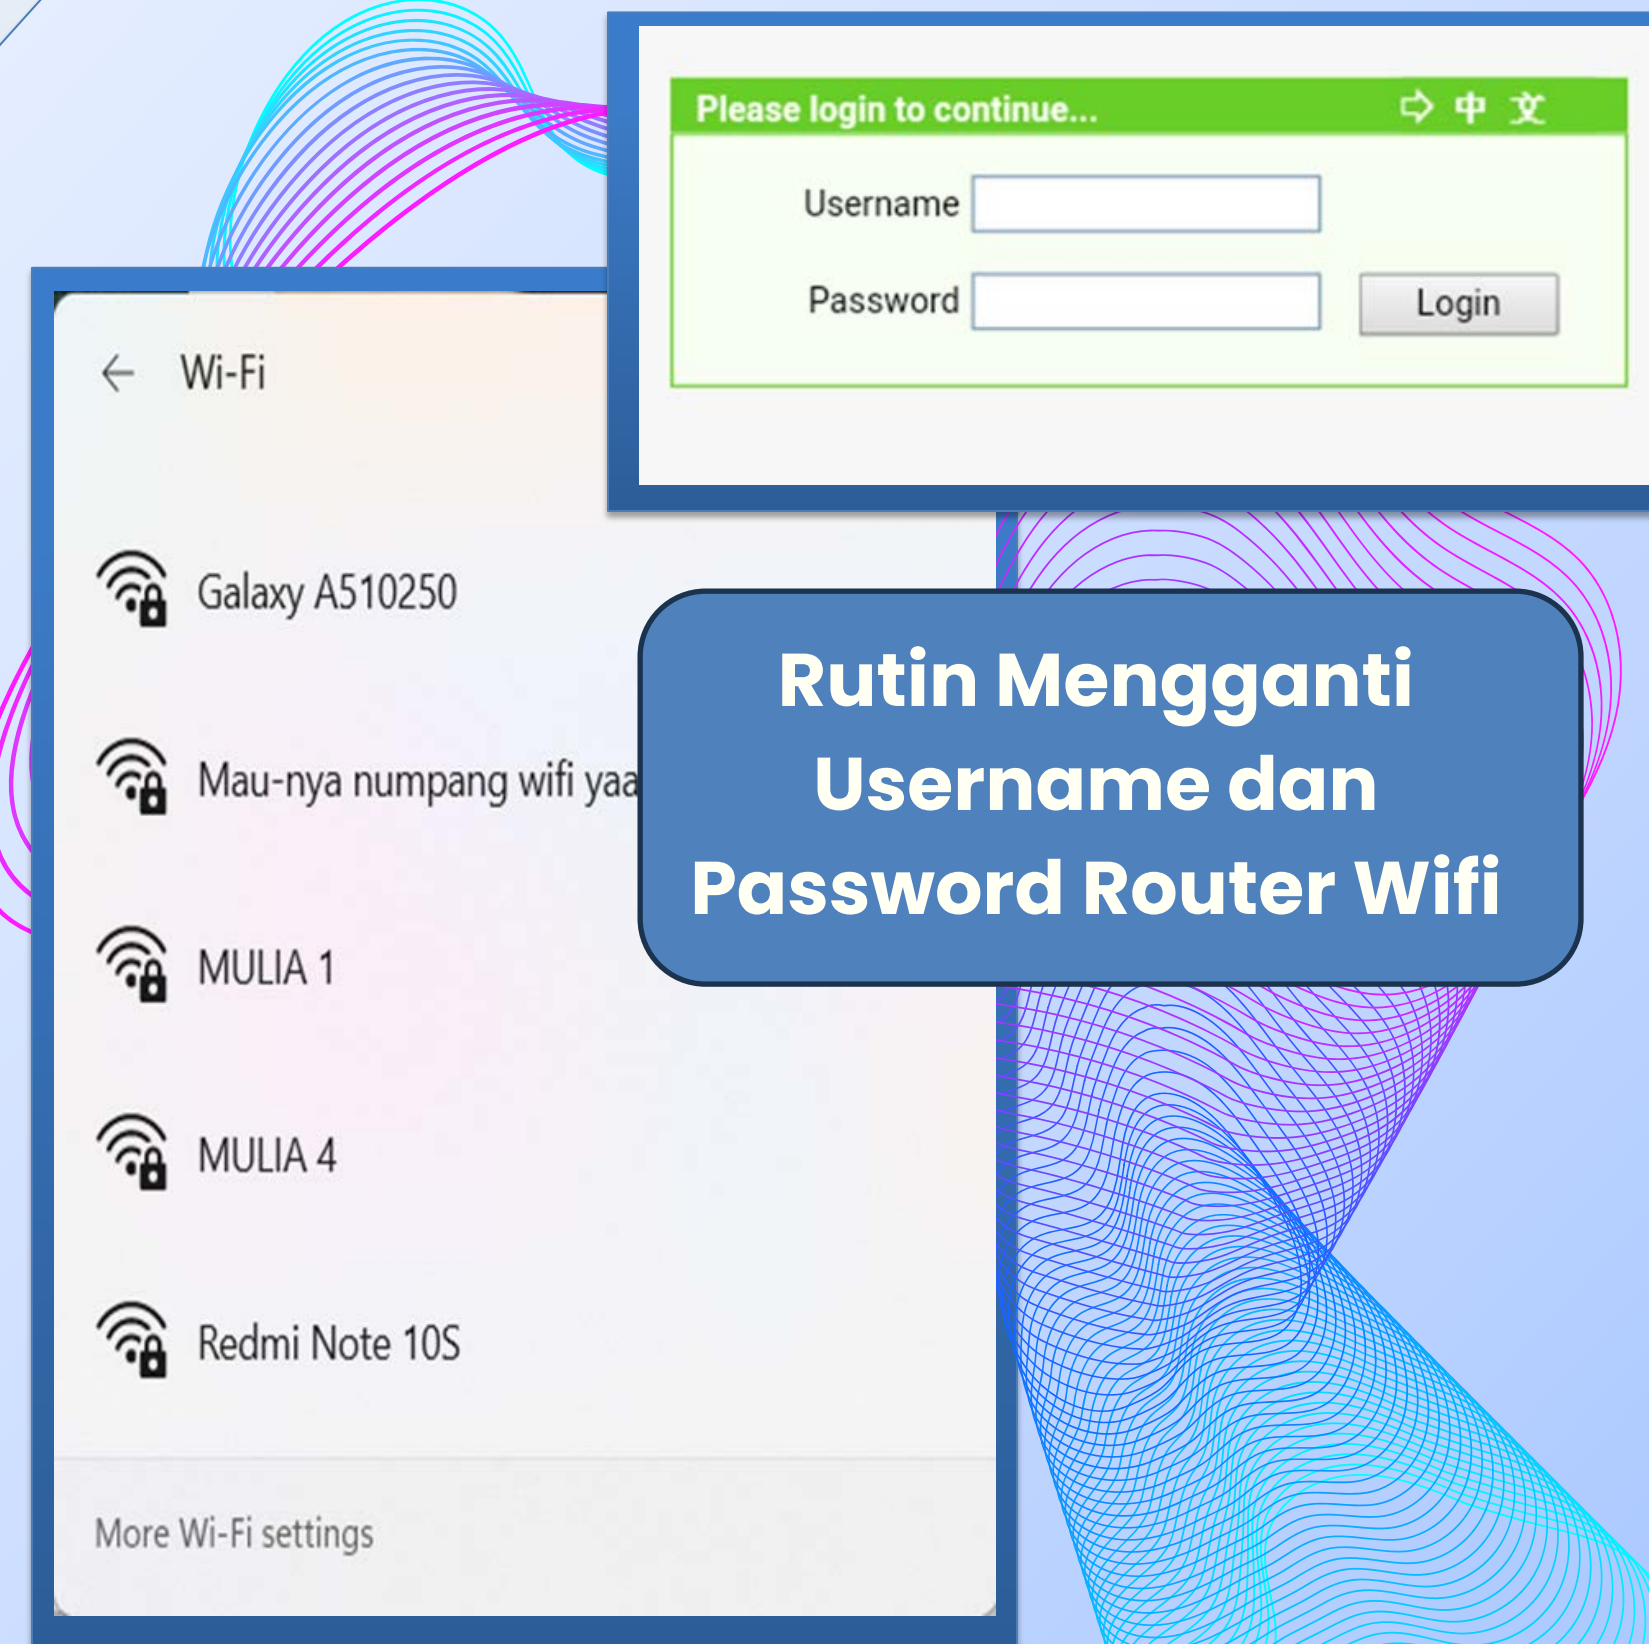 Please login to continue...
中 文
Username
Password
Login
Wi-Fi
Galaxy A510250
Mau-nya numpang wifi yaa
MULIA 1
MULIA 4
Redmi Note 10S
More Wi-Fi settings
Rutin Mengganti
Username dan
Password Router Wifi